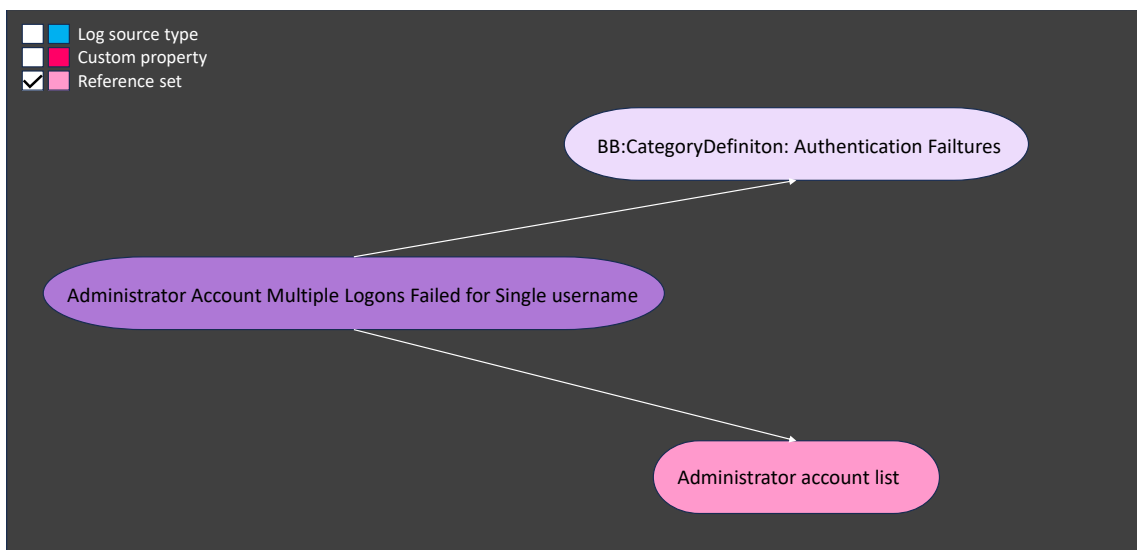 Log source type
Custom property
Reference set
BB:CategoryDefiniton: Authentication Failtures
Administrator Account Multiple Logons Failed for Single username
Administrator account list